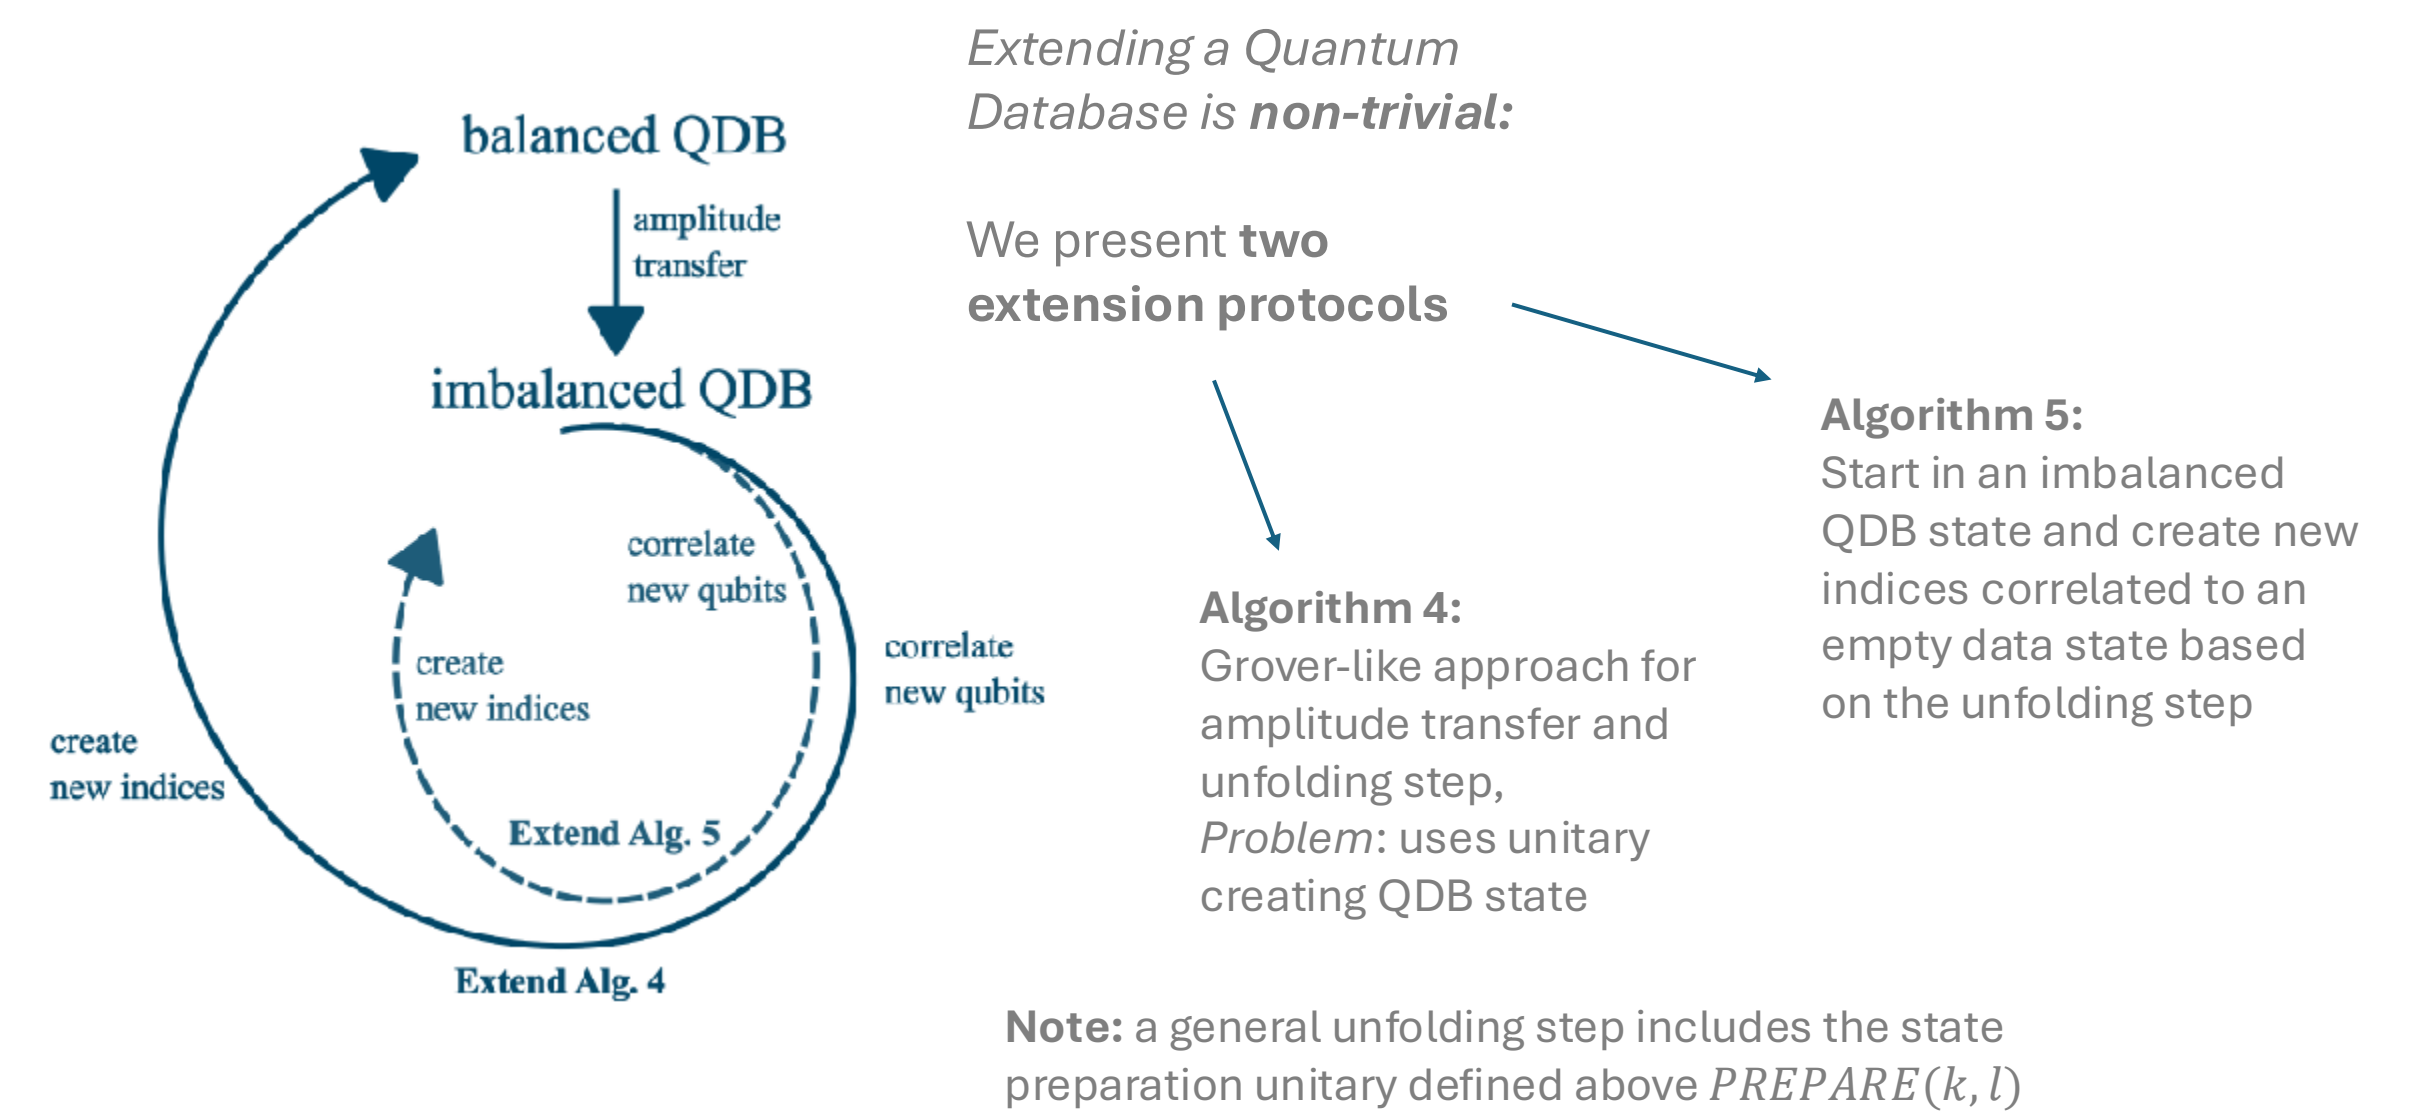 balanced QDB
amplitude
transfer
imbalanced QDB
correlate
new qubits
create
new indices
correlate
new qubits
create
new indices
Extend Alg. 5
Extend Alg. 4
Extending a Quantum
Database is non-trivial:
We present two
extension protocols
Algorithm 4:
Grover-like approach for
amplitude transfer and
unfolding step,
Problem: uses unitary
creating QDB state
Algorithm 5:
Start in an imbalanced
QDB state and create new
indices correlated to an
empty data state based
on the unfolding step
Note: a general unfolding step includes the state
preparation unitary defined above PREPARE(k, l)